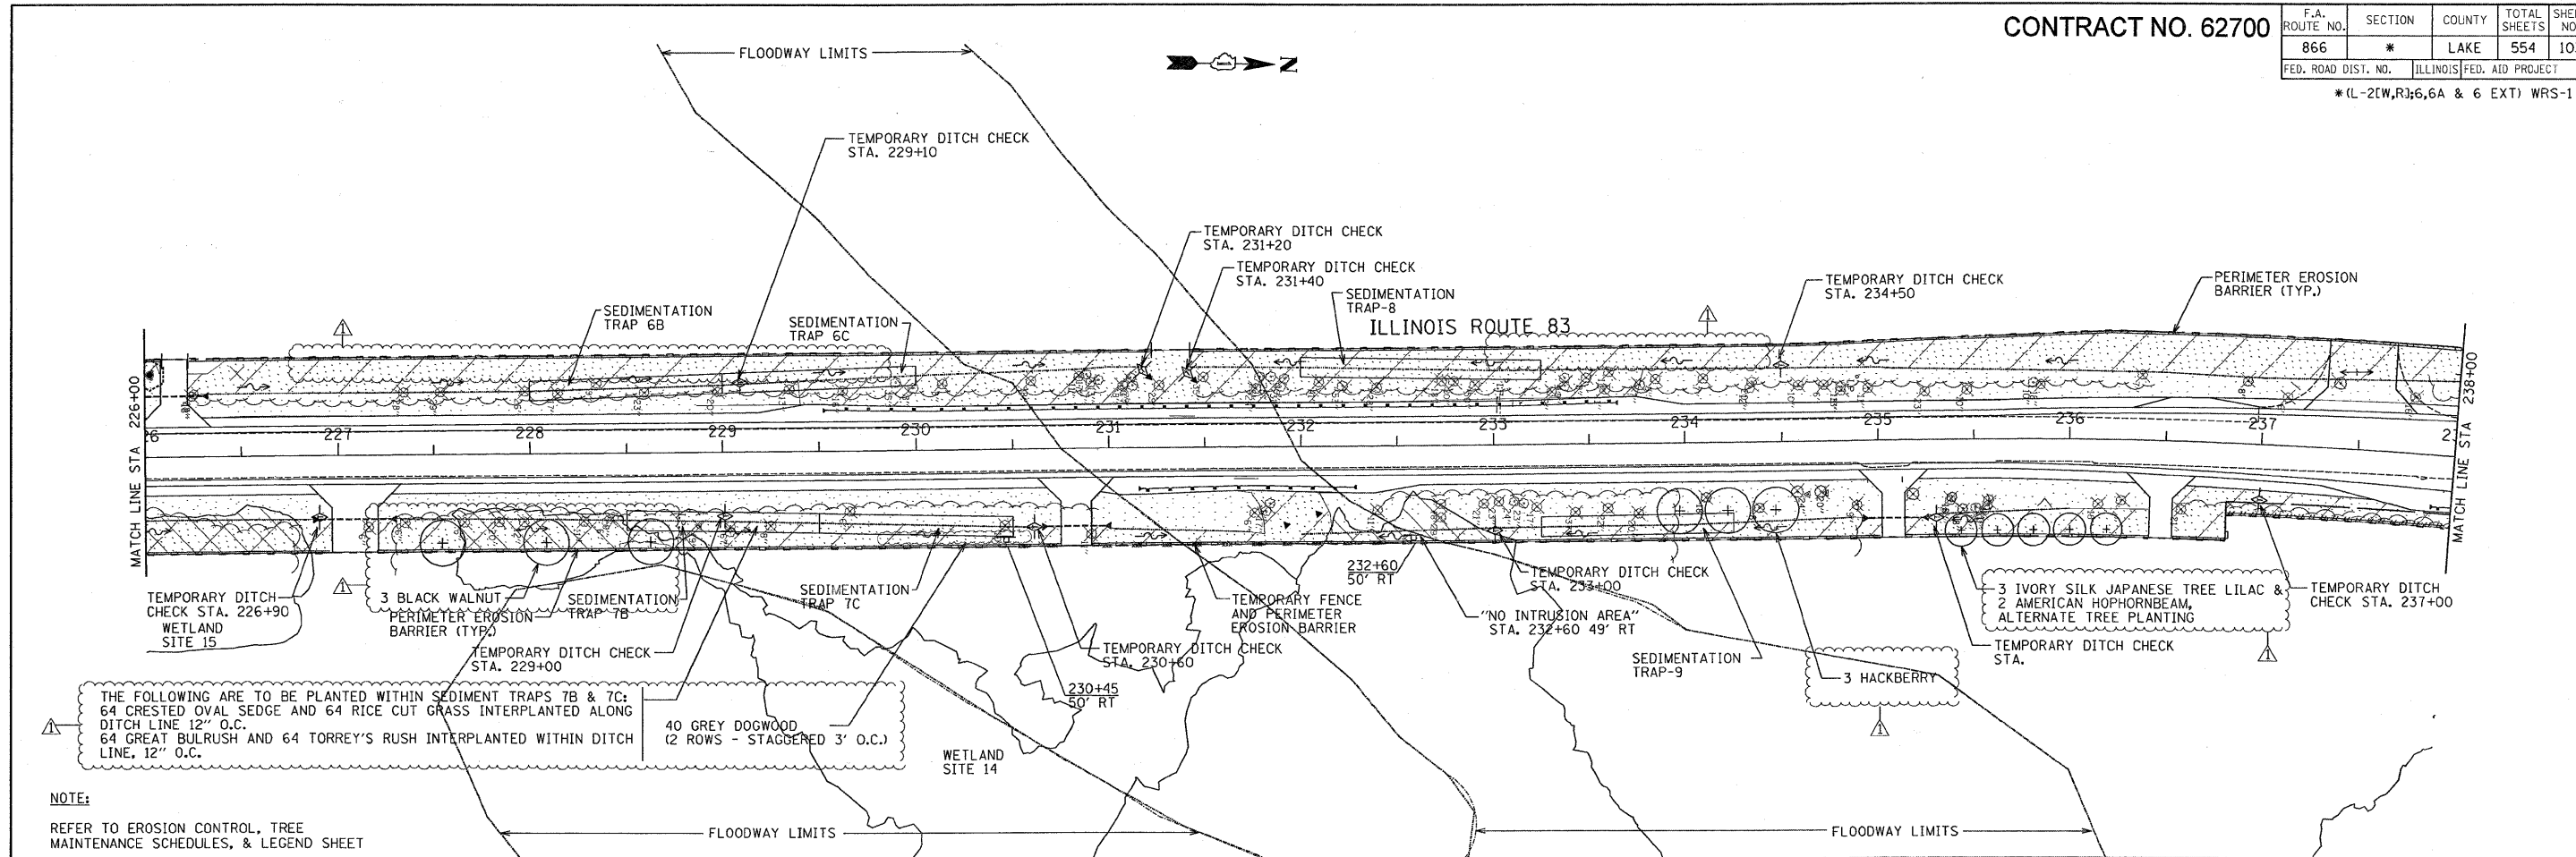 CONTRACT NO. 62700
F.A. ROUTE NO. SECTION COUNTY TOTAL SHEETS
866 * LAKE 554
FED. ROAD DIST. NO. ILLINOIS FED. AID PROJECT
*(L-2[W,R];6,6A & 6 EXT) WRS-1
FLOODWAY LIMITS
N
TEMPORARY DITCH CHECK
STA. 229+10
TEMPORARY DITCH CHECK
STA. 231+20
TEMPORARY DITCH CHECK
STA. 231+40
SEDIMENTATION
TRAP-8
TEMPORARY DITCH CHECK
STA. 234+50
PERIMETER EROSION
BARRIER (TYP.)
SEDIMENTATION
TRAP 6B
SEDIMENTATION
TRAP 6C
ILLINOIS ROUTE 83
1
1
MATCH LINE STA 226+00
MATCH LINE STA 238+00
227 228 229 230 231 232 233 234 235 236 237
TEMPORARY DITCH
CHECK STA. 226+90
WETLAND
SITE 15
1
3 BLACK WALNUT
PERIMETER EROSION
BARRIER (TYP.)
SEDIMENTATION
TRAP 7B
TEMPORARY DITCH CHECK
STA. 229+00
SEDIMENTATION
TRAP 7C
230+45
50' RT
TEMPORARY DITCH CHECK
STA. 230+60
TEMPORARY FENCE
AND PERIMETER
EROSION BARRIER
232+60
50' RT
"NO INTRUSION AREA"
STA. 232+60 49' RT
TEMPORARY DITCH CHECK
STA. 233+00
SEDIMENTATION
TRAP-9
3 HACKBERRY
1
3 IVORY SILK JAPANESE TREE LILAC &
2 AMERICAN HOPHORNBEAM,
ALTERNATE TREE PLANTING
TEMPORARY DITCH CHECK
STA.
TEMPORARY DITCH
CHECK STA. 237+00
1
1
THE FOLLOWING ARE TO BE PLANTED WITHIN SEDIMENT TRAPS 7B & 7C:
64 CRESTED OVAL SEDGE AND 64 RICE CUT GRASS INTERPLANTED ALONG
DITCH LINE 12" O.C.
64 GREAT BULRUSH AND 64 TORREY'S RUSH INTERPLANTED WITHIN DITCH
LINE, 12" O.C.
40 GREY DOGWOOD
(2 ROWS - STAGGERED 3' O.C.)
WETLAND
SITE 14
NOTE:
REFER TO EROSION CONTROL, TREE
MAINTENANCE SCHEDULES, & LEGEND SHEET
FLOODWAY LIMITS
FLOODWAY LIMITS